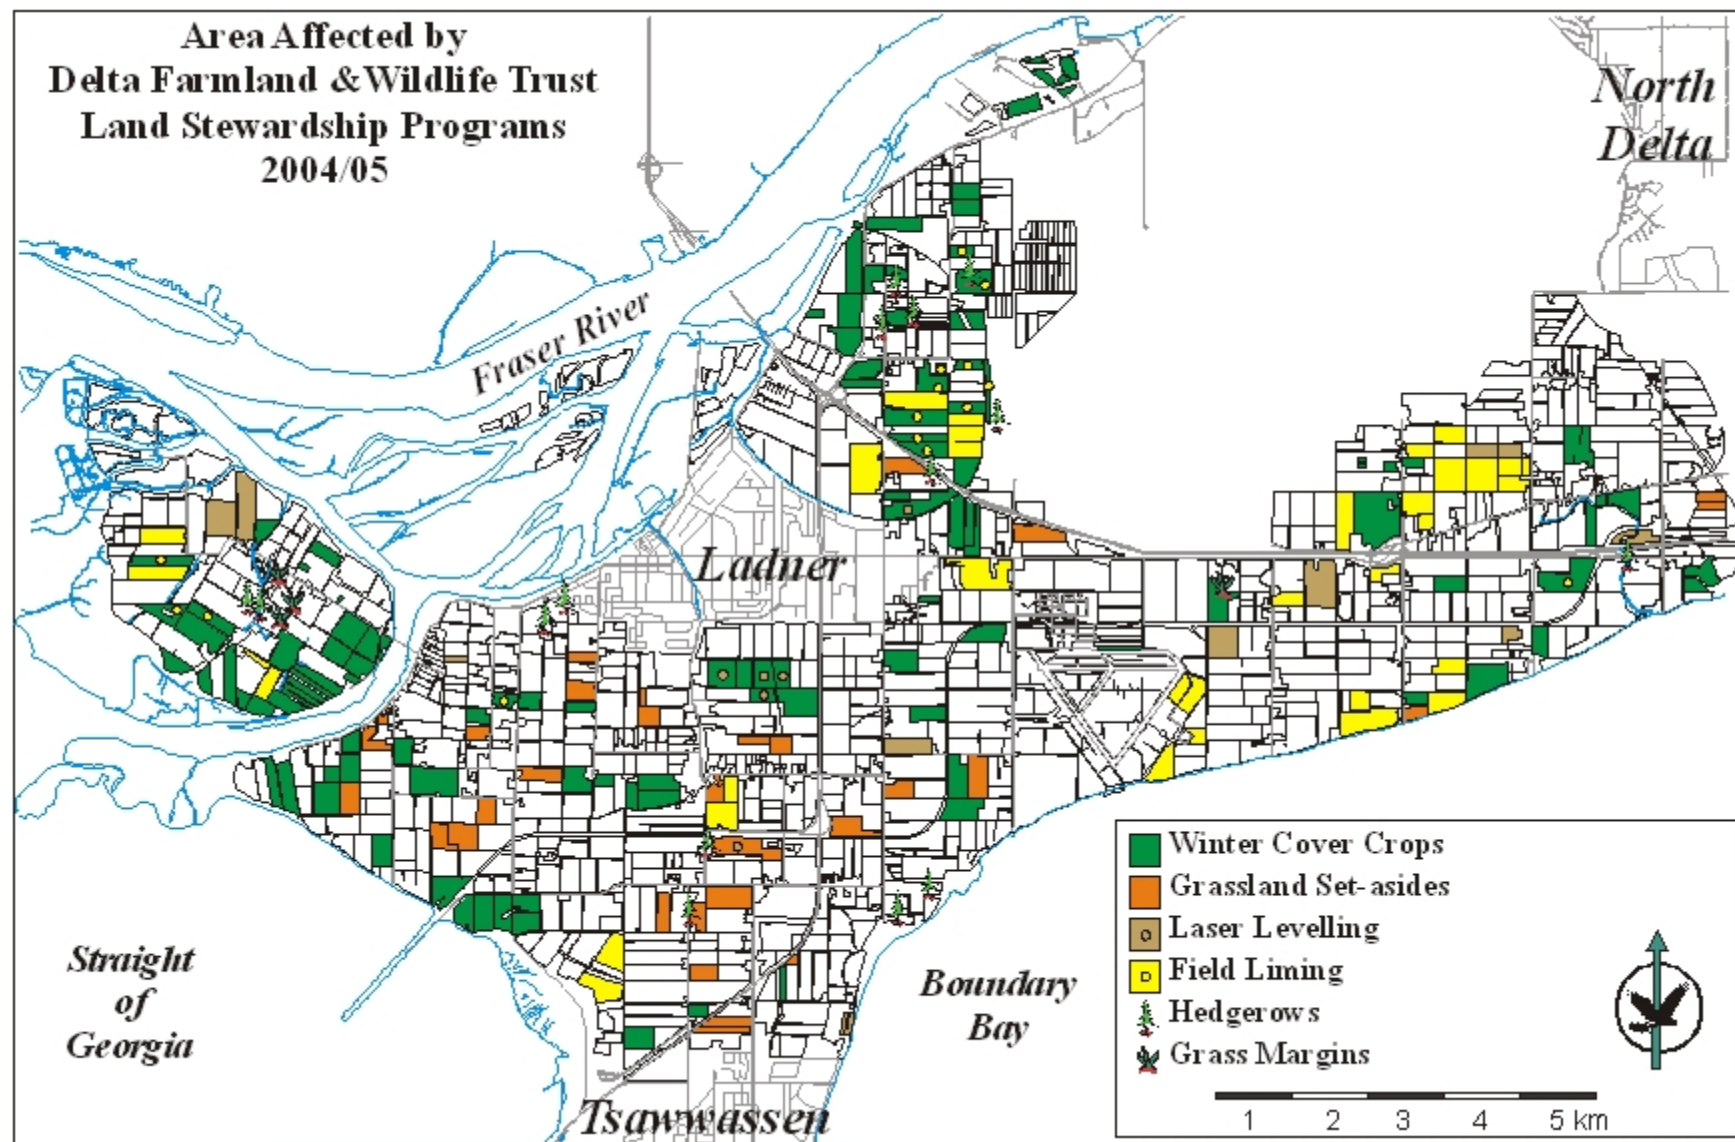 Area Affected by
Delta Farmland & Wildlife Trust
Land Stewardship Programs
2004/05
North
Delta
Fraser River
Ladner
Straight
of
Georgia
Boundary
Bay
Tsawwassen
Winter Cover Crops
Grassland Set-asides
Laser Levelling
Field Liming
Hedgerows
Grass Margins
1 2 3 4 5 km